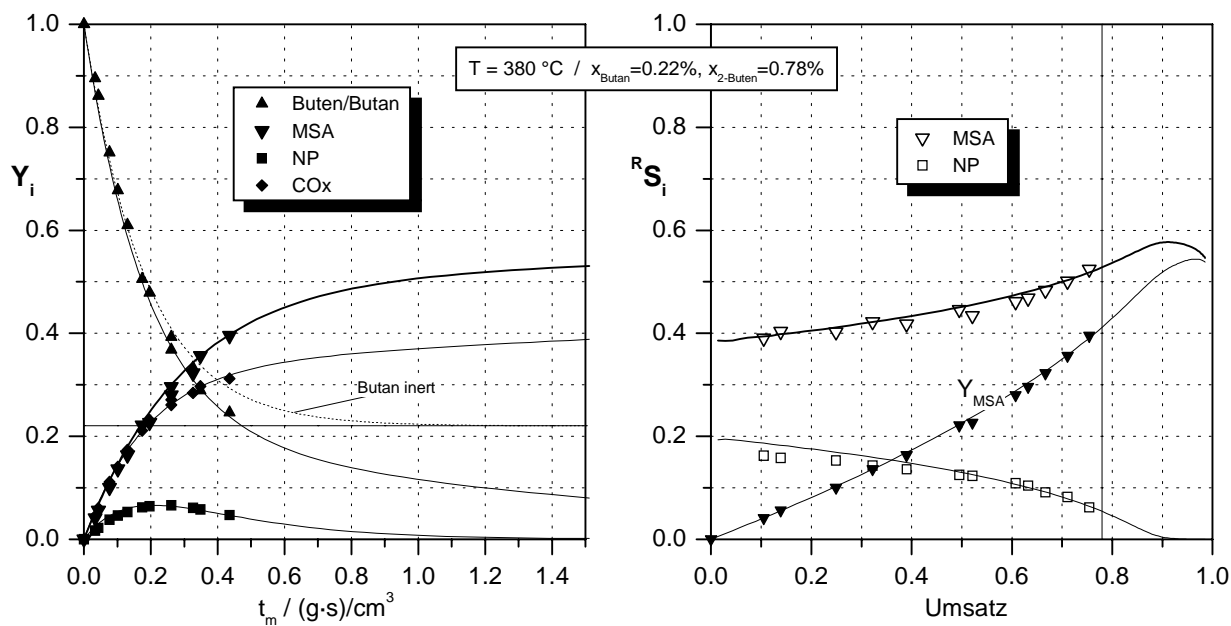 T = 380 °C / x_Butan=0.22%, x_2-Buten=0.78%
1.0
0.8
0.6
0.4
0.2
0.0
Y_i
Buten/Butan
MSA
NP
COx
Butan inert
0.0 0.2 0.4 0.6 0.8 1.0 1.2 1.4
t_m / (g·s)/cm³
1.0
0.8
0.6
0.4
0.2
0.0
ᴿS_i
MSA
NP
Y_MSA
0.0 0.2 0.4 0.6 0.8 1.0
Umsatz